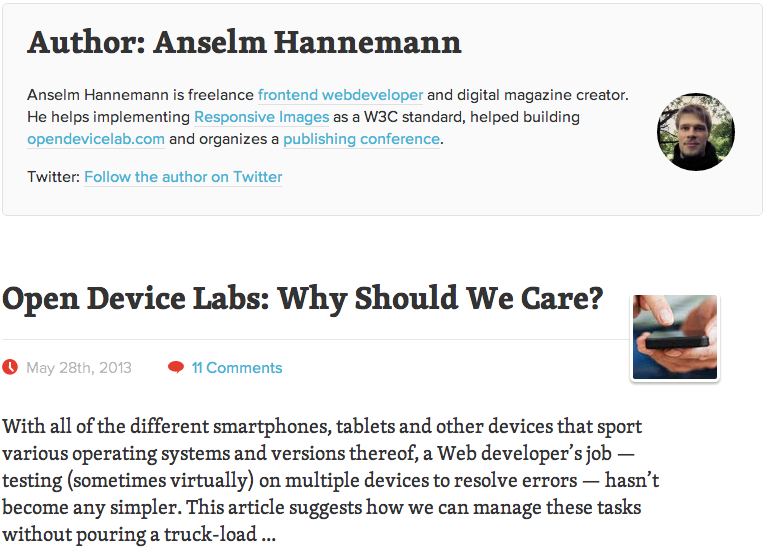 Author: Anselm Hannemann
Anselm Hannemann is freelance frontend webdeveloper and digital magazine creator.
He helps implementing Responsive Images as a W3C standard, helped building
opendevicelab.com and organizes a publishing conference.
Twitter: Follow the author on Twitter
Open Device Labs: Why Should We Care?
May 28th, 2013 11 Comments
With all of the different smartphones, tablets and other devices that sport
various operating systems and versions thereof, a Web developer’s job —
testing (sometimes virtually) on multiple devices to resolve errors — hasn’t
become any simpler. This article suggests how we can manage these tasks
without pouring a truck-load ...